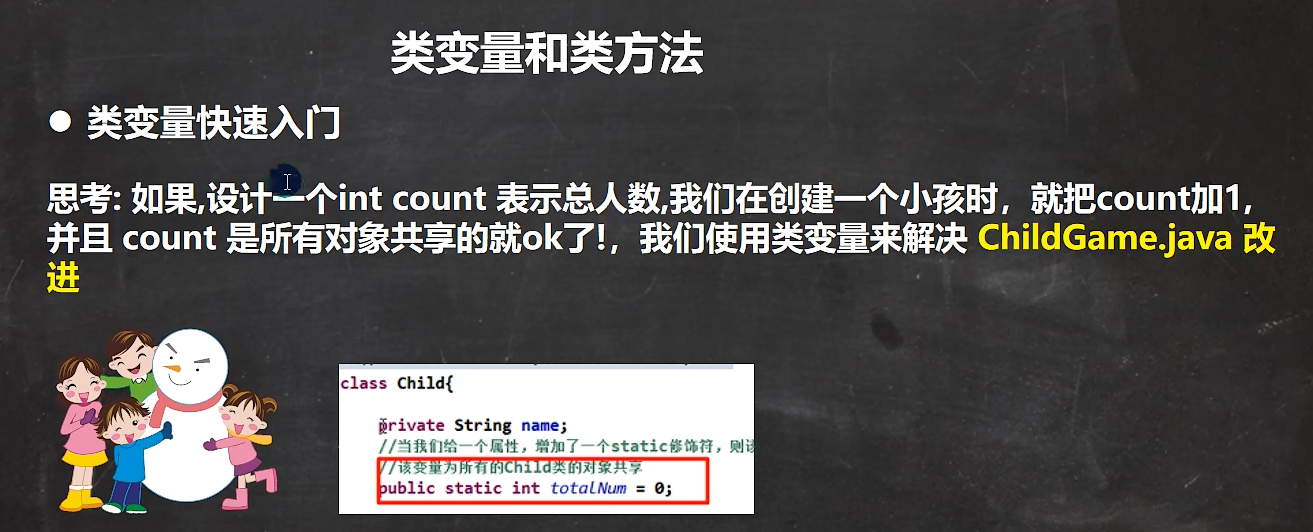 类变量和类方法
● 类变量快速入门
思考: 如果,设计一个int count 表示总人数,我们在创建一个小孩时，就把count加1,
并且 count 是所有对象共享的就ok了!，我们使用类变量来解决 ChildGame.java 改
进
class Child{
private String name;
//当我们给一个属性，增加了一个static修饰符，则
//该变量为所有的Child类的对象共享
public static int totalNum = 0;